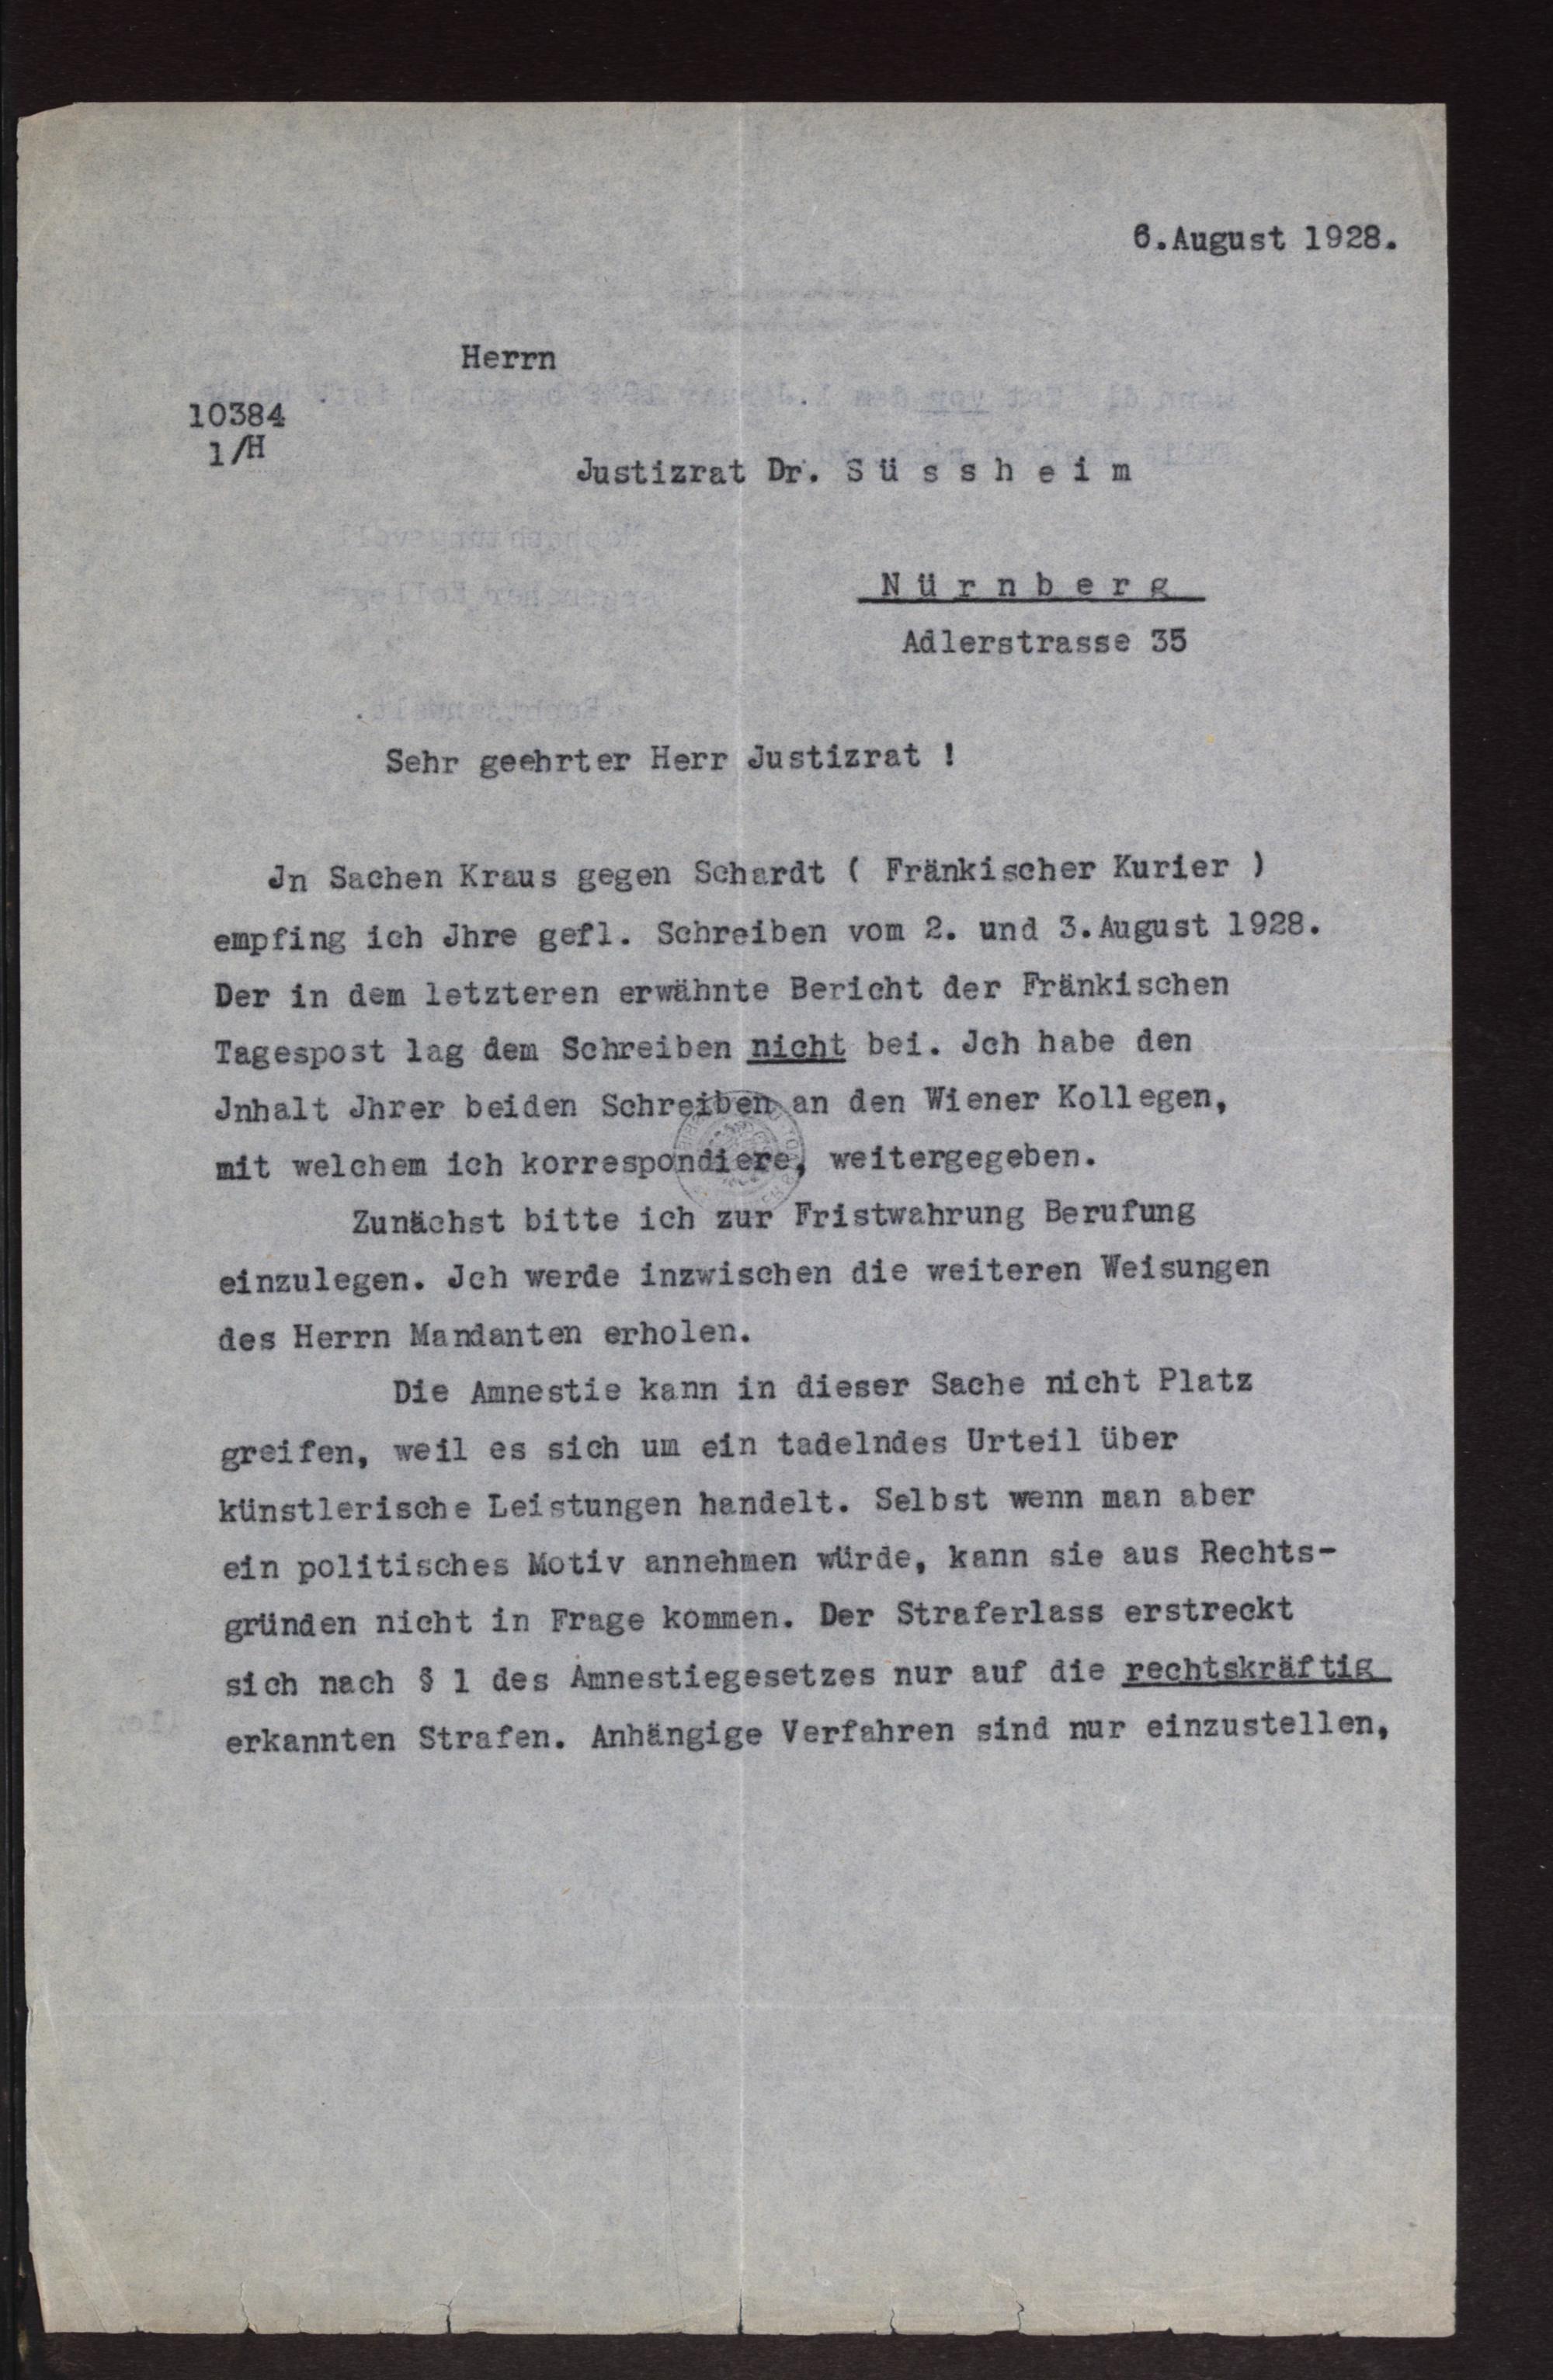 6.August 1928.
Herrn
10384
1/H
Justizrat Dr. S ü s s h e i m
N ü r n b e r g
Adlerstrasse 35
Sehr geehrter Herr Justizrat !
Jn Sachen Kraus gegen Schardt ( Fränkischer Kurier )
empfing ich Jhre gefl. Schreiben vom 2. und 3.August 1928.
Der in dem letzteren erwähnte Bericht der Fränkischen
Tagespost lag dem Schreiben nicht bei. Jch habe den
Jnhalt Jhrer beiden Schreiben an den Wiener Kollegen,
mit welchem ich korrespondiere, weitergegeben.
Zunächst bitte ich zur Fristwahrung Berufung
einzulegen. Jch werde inzwischen die weiteren Weisungen
des Herrn Mandanten erholen.
Die Amnestie kann in dieser Sache nicht Platz
greifen, weil es sich um ein tadelndes Urteil über
künstlerische Leistungen handelt. Selbst wenn man aber
ein politisches Motiv annehmen würde, kann sie aus Rechts-
gründen nicht in Frage kommen. Der Straferlass erstreckt
sich nach § 1 des Amnestiegesetzes nur auf die rechtskräftig
erkannten Strafen. Anhängige Verfahren sind nur einzustellen,